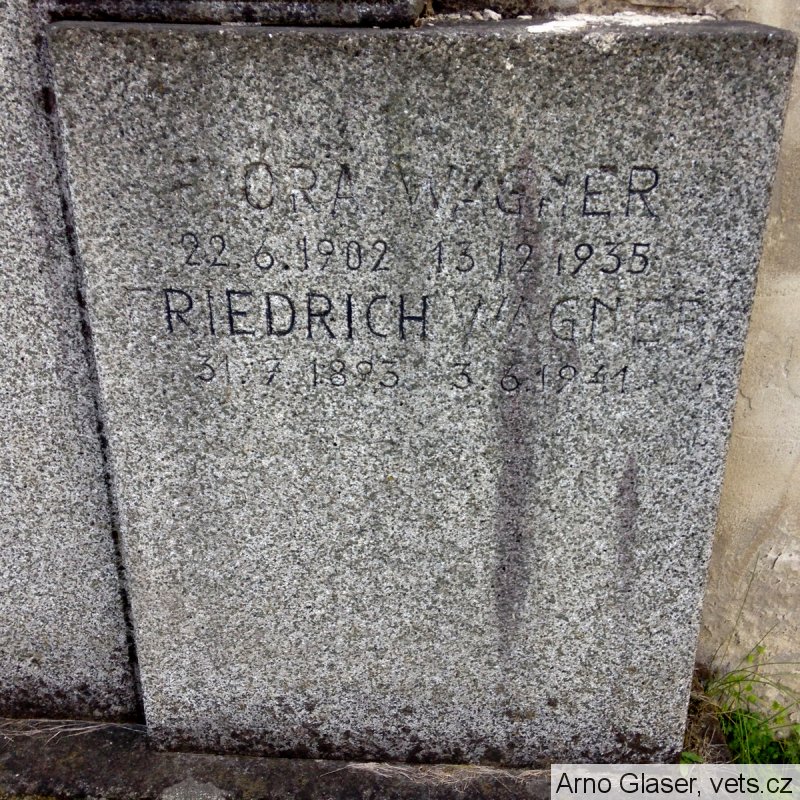 FLORA WAGNER
22.6.1902 13.12.1935
FRIEDRICH WAGNER
31.7.1893 3.6.1941
Arno Glaser, vets.cz